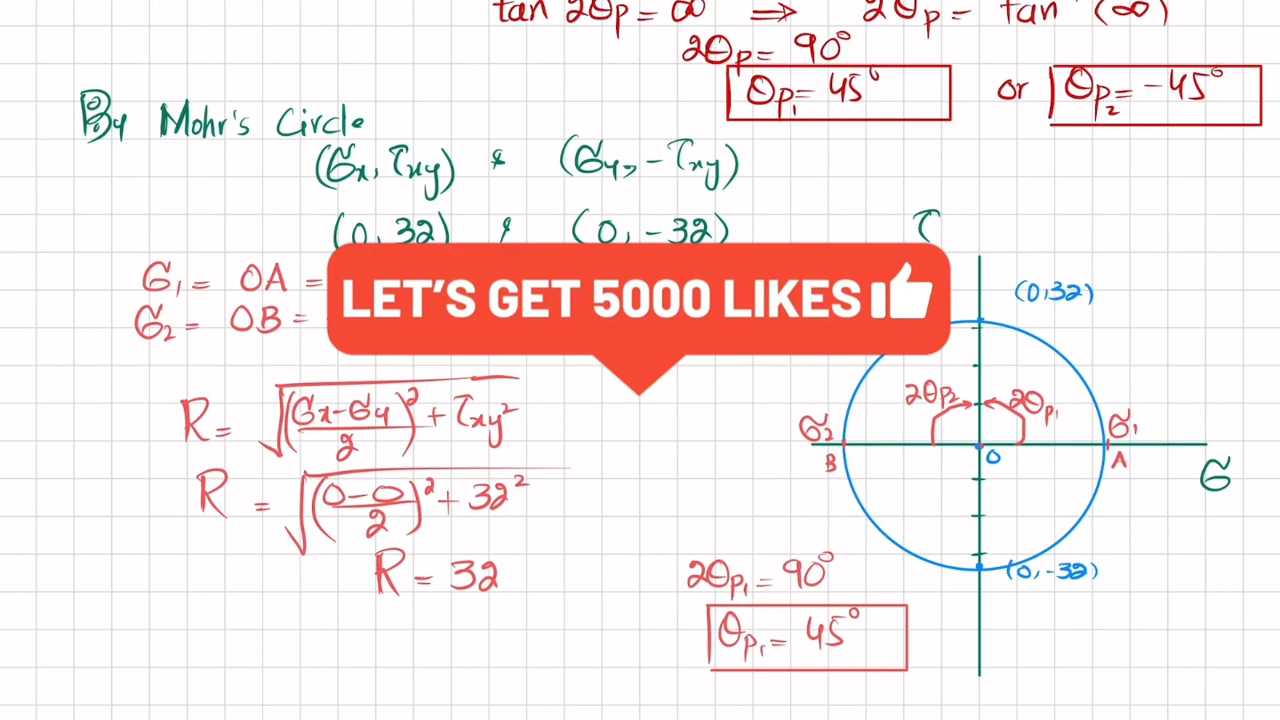 tan 2θp = ∞ ⟹ 2θp = tan (∞)
2θp = 90°
θp₁ = 45° or θp₂ = -45°
By Mohr's Circle
(σx, τxy) & (σy, -τxy)
(0, 32) & (0, -32)
τ
σ₁ = OA =
σ₂ = OB =
LET'S GET 5000 LIKES
(0,32)
R = √((σx-σy)/2)² + τxy²
2θp₂ 2θp₁
σ₂ σ₁
B O A
σ
R = √((0-0)/2)² + 32²
R = 32
(0,-32)
2θp₁ = 90°
θp₁ = 45°